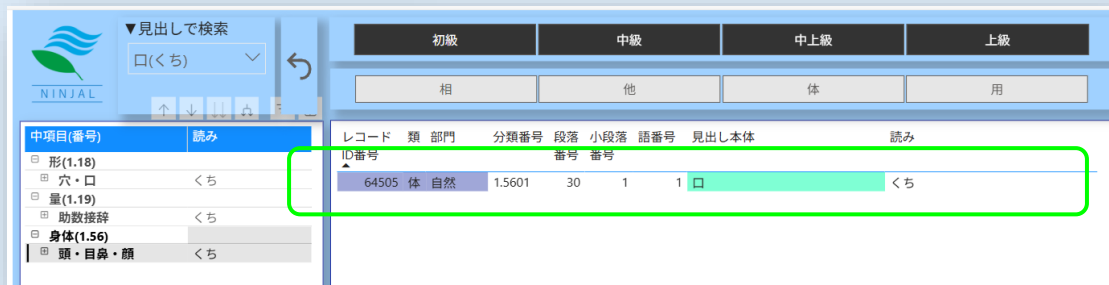 ▼見出しで検索
口(くち)
NINJAL
初級 中級 中上級 上級
相 他 体 用
中項目(番号) 読み
形(1.18)
穴・口 くち
量(1.19)
助数接辞 くち
身体(1.56)
頭・目鼻・顔 くち
レコードID番号 類 部門 分類番号 段落番号 小段落番号 語番号 見出し本体 読み
64505 体 自然 1.5601 30 1 1 口 くち